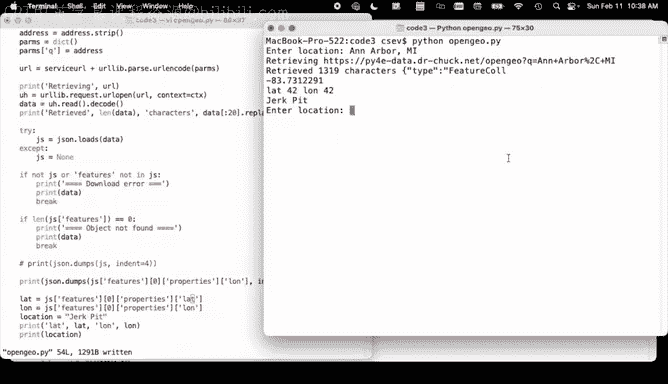 Terminal Shell Edit View Window Help
Sun Feb 11 10:38 AM
code3 — vi opengeo.py — 88×37
address = address.strip()
parms = dict()
parms['q'] = address
url = serviceurl + urllib.parse.urlencode(parms)
print('Retrieving', url)
uh = urllib.request.urlopen(url, context=ctx)
data = uh.read().decode()
print('Retrieved', len(data), 'characters', data[:20].replac
try:
js = json.loads(data)
except:
js = None
if not js or 'features' not in js:
print('==== Download error ===')
print(data)
break
if len(js['features']) == 0:
print('==== Object not found ====')
print(data)
break
# print(json.dumps(js, indent=4))
print(json.dumps(js['features'][0]['properties']['lon'], in
lat = js['features'][0]['properties']['lat']
lon = js['features'][0]['properties']['lon']
location = "Jerk Pit"
print('lat', lat, 'lon', lon)
print(location)
"opengeo.py" 54L, 1291B written
code3 — Python opengeo.py — 75×30
MacBook-Pro-522:code3 csev$ python opengeo.py
Enter location: Ann Arbor, MI
Retrieving https://py4e-data.dr-chuck.net/opengeo?q=Ann+Arbor%2C+MI
Retrieved 1319 characters {"type":"FeatureColl
-83.7312291
lat 42 lon 42
Jerk Pit
Enter location: